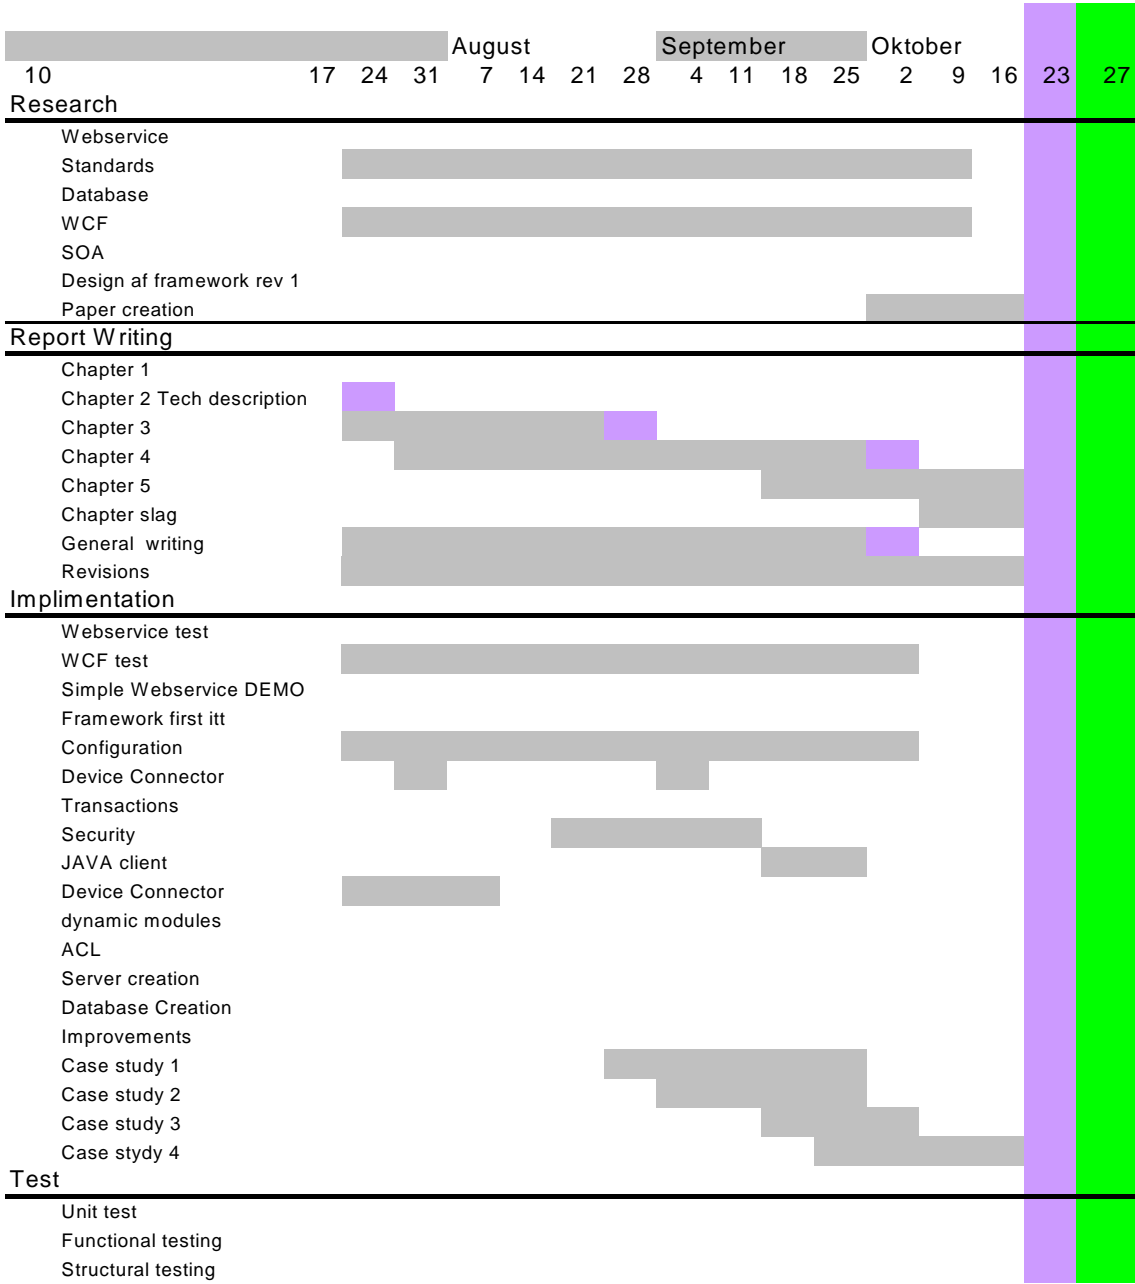 August September Oktober
10 17 24 31 7 14 21 28 4 11 18 25 2 9 16 23 27
Research
Webservice
Standards
Database
WCF
SOA
Design af framework rev 1
Paper creation
Report Writing
Chapter 1
Chapter 2 Tech description
Chapter 3
Chapter 4
Chapter 5
Chapter slag
General writing
Revisions
Implimentation
Webservice test
WCF test
Simple Webservice DEMO
Framework first itt
Configuration
Device Connector
Transactions
Security
JAVA client
Device Connector
dynamic modules
ACL
Server creation
Database Creation
Improvements
Case study 1
Case study 2
Case study 3
Case stydy 4
Test
Unit test
Functional testing
Structural testing